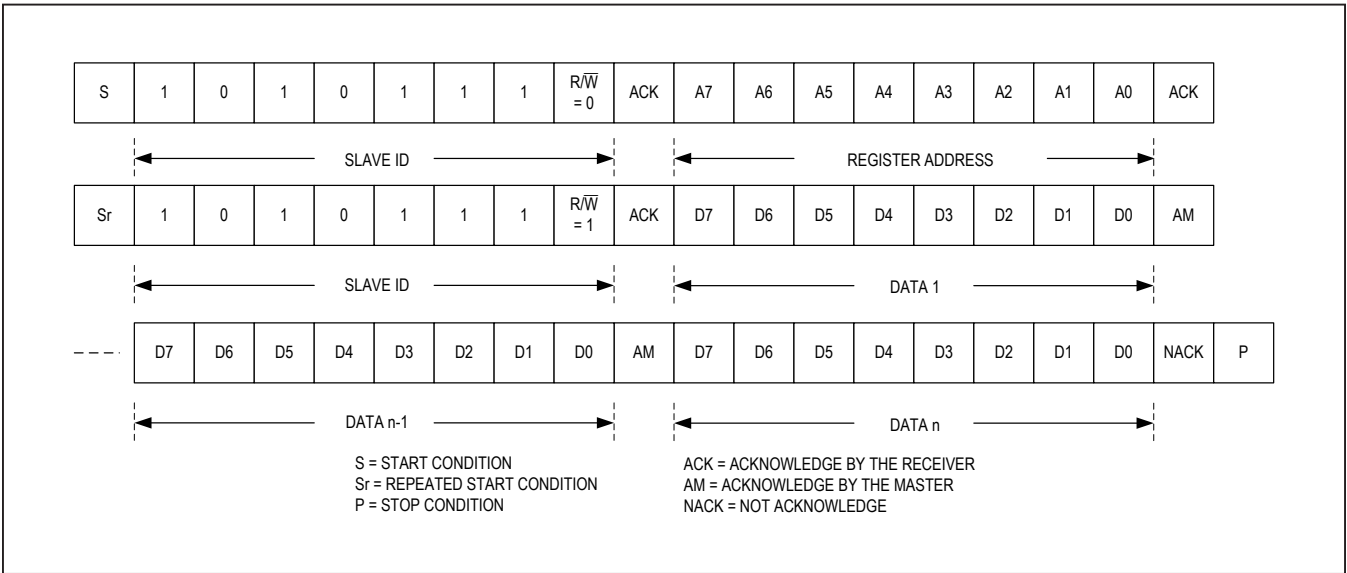 S 1 0 1 0 1 1 1 R/W̅ = 0 ACK A7 A6 A5 A4 A3 A2 A1 A0 ACK
SLAVE ID REGISTER ADDRESS
Sr 1 0 1 0 1 1 1 R/W̅ = 1 ACK D7 D6 D5 D4 D3 D2 D1 D0 AM
SLAVE ID DATA 1
D7 D6 D5 D4 D3 D2 D1 D0 AM D7 D6 D5 D4 D3 D2 D1 D0 NACK P
DATA n-1 DATA n
S = START CONDITION
Sr = REPEATED START CONDITION
P = STOP CONDITION
ACK = ACKNOWLEDGE BY THE RECEIVER
AM = ACKNOWLEDGE BY THE MASTER
NACK = NOT ACKNOWLEDGE